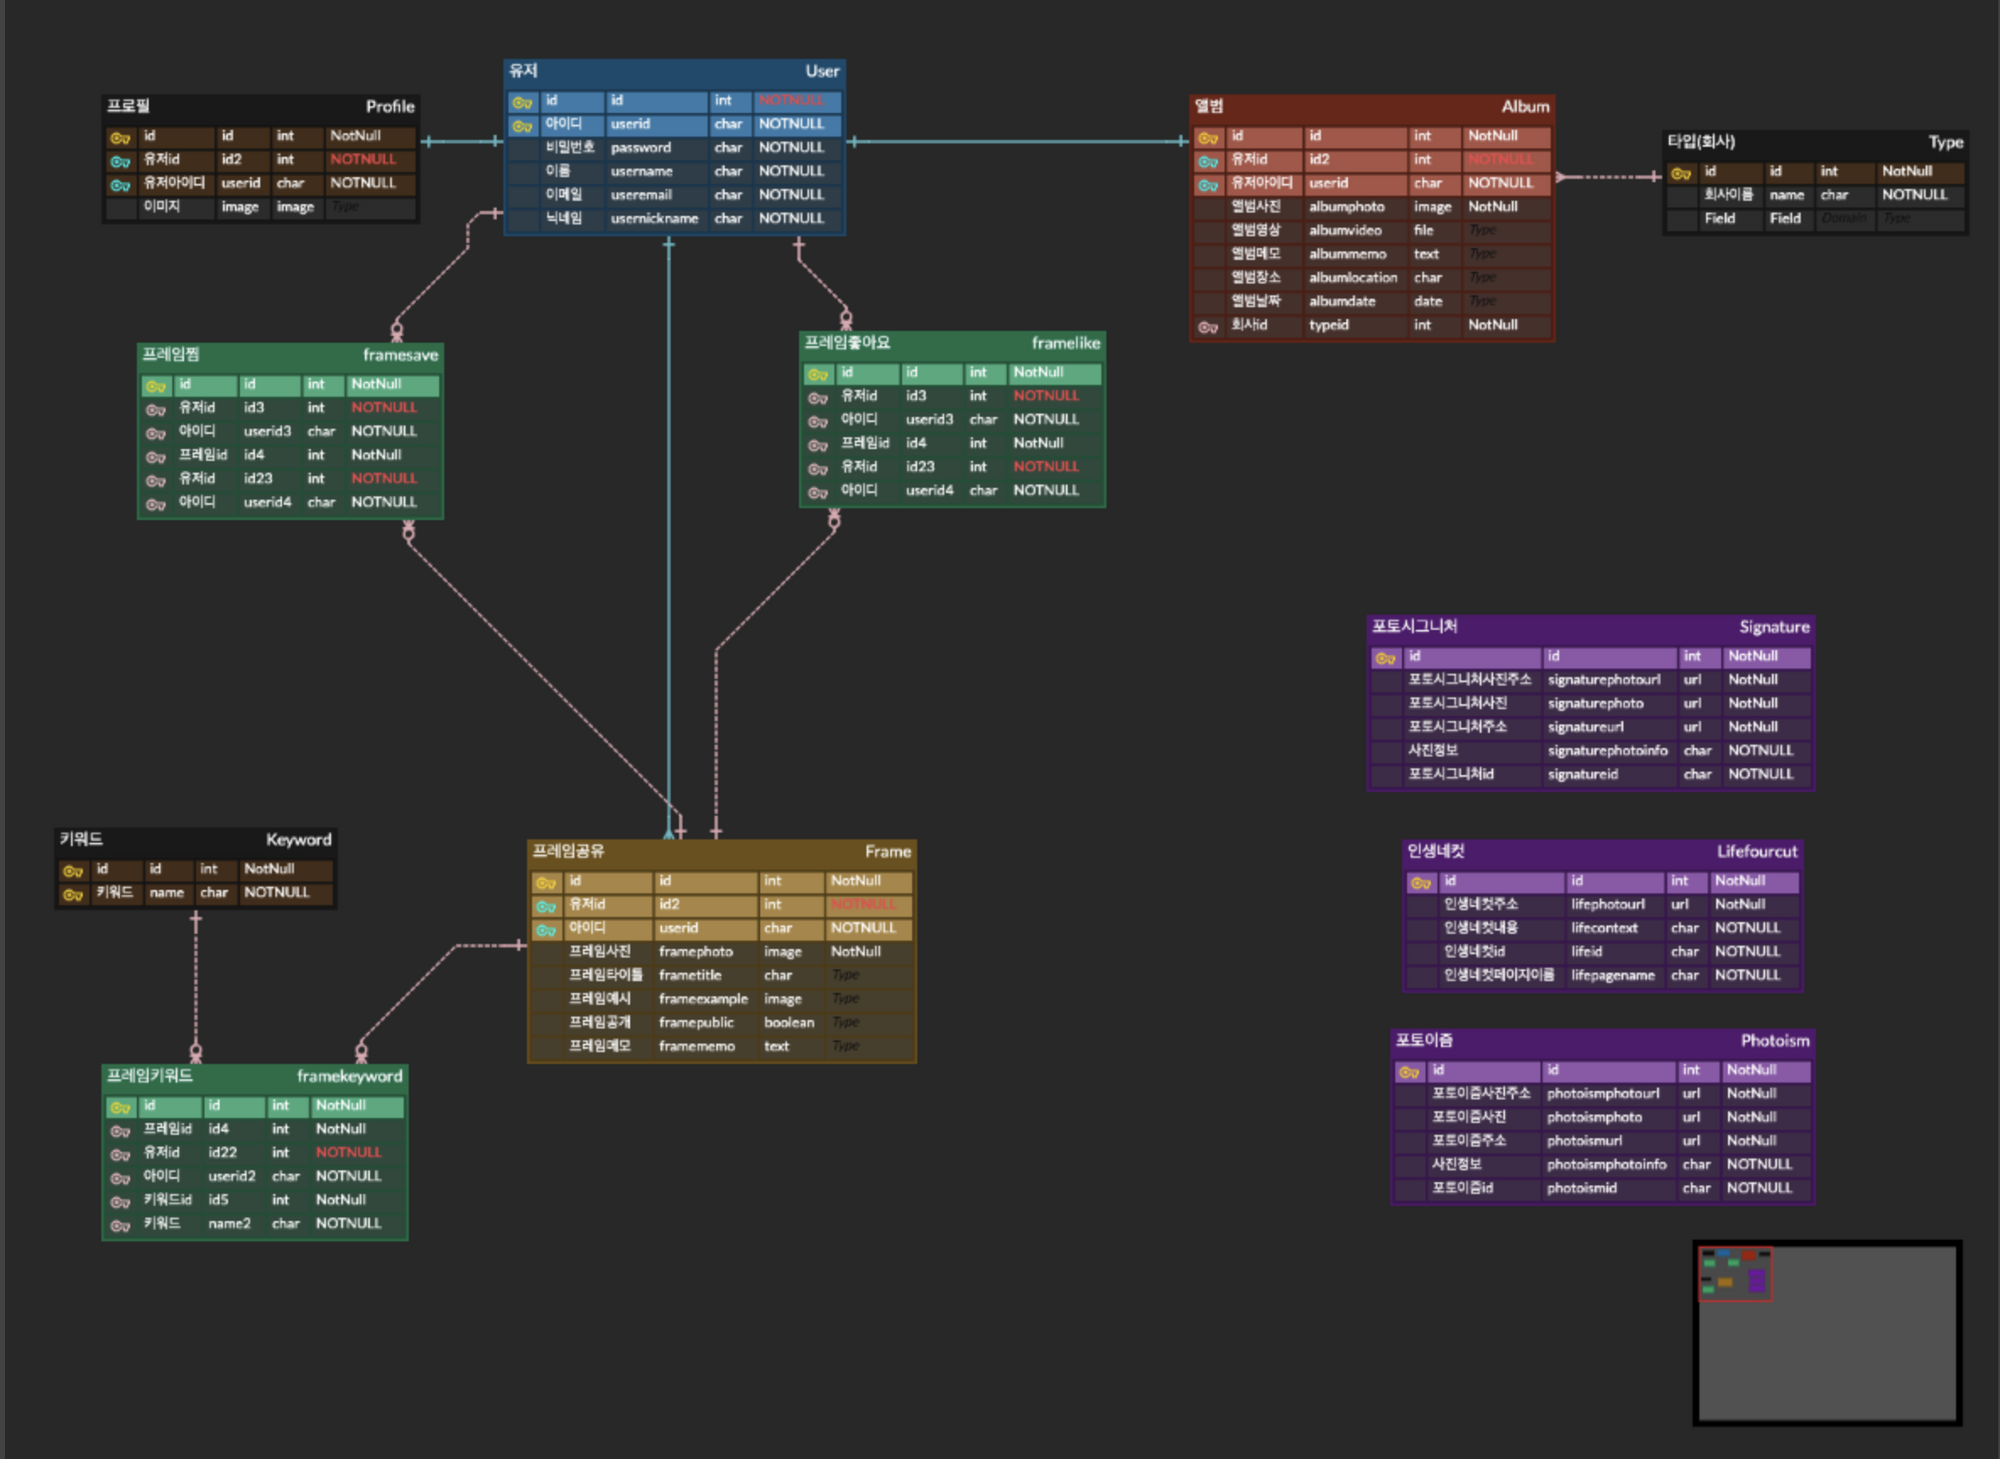 유저 User
id id int NOTNULL
아이디 userid char NOTNULL
비밀번호 password char NOTNULL
이름 username char NOTNULL
이메일 useremail char NOTNULL
닉네임 usernickname char NOTNULL
프로필 Profile
id id int NotNull
유저id id2 int NOTNULL
유저아이디 userid char NOTNULL
이미지 image image Type
앨범 Album
id id int NotNull
유저id id2 int NOTNULL
유저아이디 userid char NOTNULL
앨범사진 albumphoto image NotNull
앨범영상 albumvideo file Type
앨범메모 albummemo text Type
앨범장소 albumlocation char Type
앨범날짜 albumdate date Type
회사id typeid int NotNull
타입(회사) Type
id id int NotNull
회사이름 name char NOTNULL
Field Field Domain Type
프레임찜 framesave
id id int NotNull
유저id id3 int NOTNULL
아이디 userid3 char NOTNULL
프레임id id4 int NotNull
유저id id23 int NOTNULL
아이디 userid4 char NOTNULL
프레임좋아요 framelike
id id int NotNull
유저id id3 int NOTNULL
아이디 userid3 char NOTNULL
프레임id id4 int NotNull
유저id id23 int NOTNULL
아이디 userid4 char NOTNULL
포토시그니처 Signature
id id int NotNull
포토시그니처사진주소 signaturephotourl url NotNull
포토시그니처사진 signaturephoto url NotNull
포토시그니처주소 signatureurl url NotNull
사진정보 signaturephotoinfo char NOTNULL
포토시그니처id signatureid char NOTNULL
키워드 Keyword
id id int NotNull
키워드 name char NOTNULL
프레임공유 Frame
id id int NotNull
유저id id2 int NOTNULL
아이디 userid char NOTNULL
프레임사진 framephoto image NotNull
프레임타이틀 frametitle char Type
프레임예시 frameexample image Type
프레임공개 framepublic boolean Type
프레임메모 framememo text Type
인생네컷 Lifefourcut
id id int NotNull
인생네컷주소 lifephotourl url NotNull
인생네컷내용 lifecontext char NOTNULL
인생네컷id lifeid char NOTNULL
인생네컷페이지이름 lifepagename char NOTNULL
프레임키워드 framekeyword
id id int NotNull
프레임id id4 int NotNull
유저id id22 int NOTNULL
아이디 userid2 char NOTNULL
키워드id id5 int NotNull
키워드 name2 char NOTNULL
포토이즘 Photoism
id id int NotNull
포토이즘사진주소 photoismphotourl url NotNull
포토이즘사진 photoismphoto url NotNull
포토이즘주소 photoismurl url NotNull
사진정보 photoismphotoinfo char NOTNULL
포토이즘id photoismid char NOTNULL